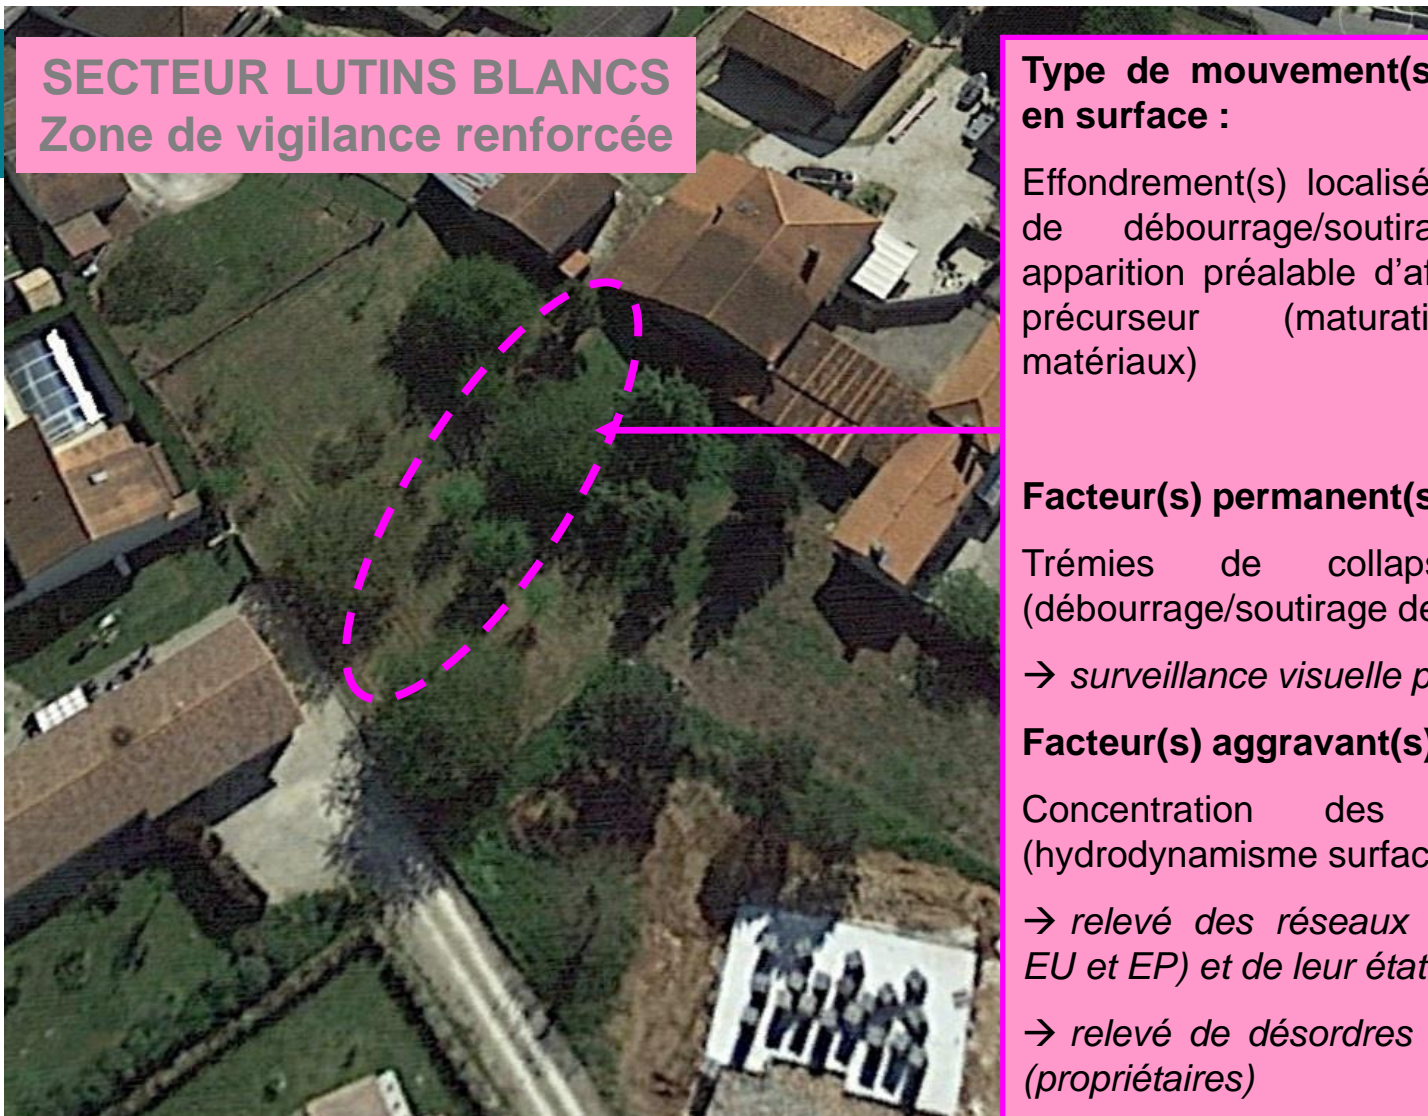 SECTEUR LUTINS BLANCS
Zone de vigilance renforcée
Type de mouvement(s
en surface :
Effondrement(s) localisé
de débourrage/soutira
apparition préalable d'af
précurseur (maturati
matériaux)
Facteur(s) permanent(s
Trémies de collaps
(débourrage/soutirage de
→ surveillance visuelle p
Facteur(s) aggravant(s)
Concentration des
(hydrodynamisme surfac
→ relevé des réseaux
EU et EP) et de leur état
→ relevé de désordres
(propriétaires)